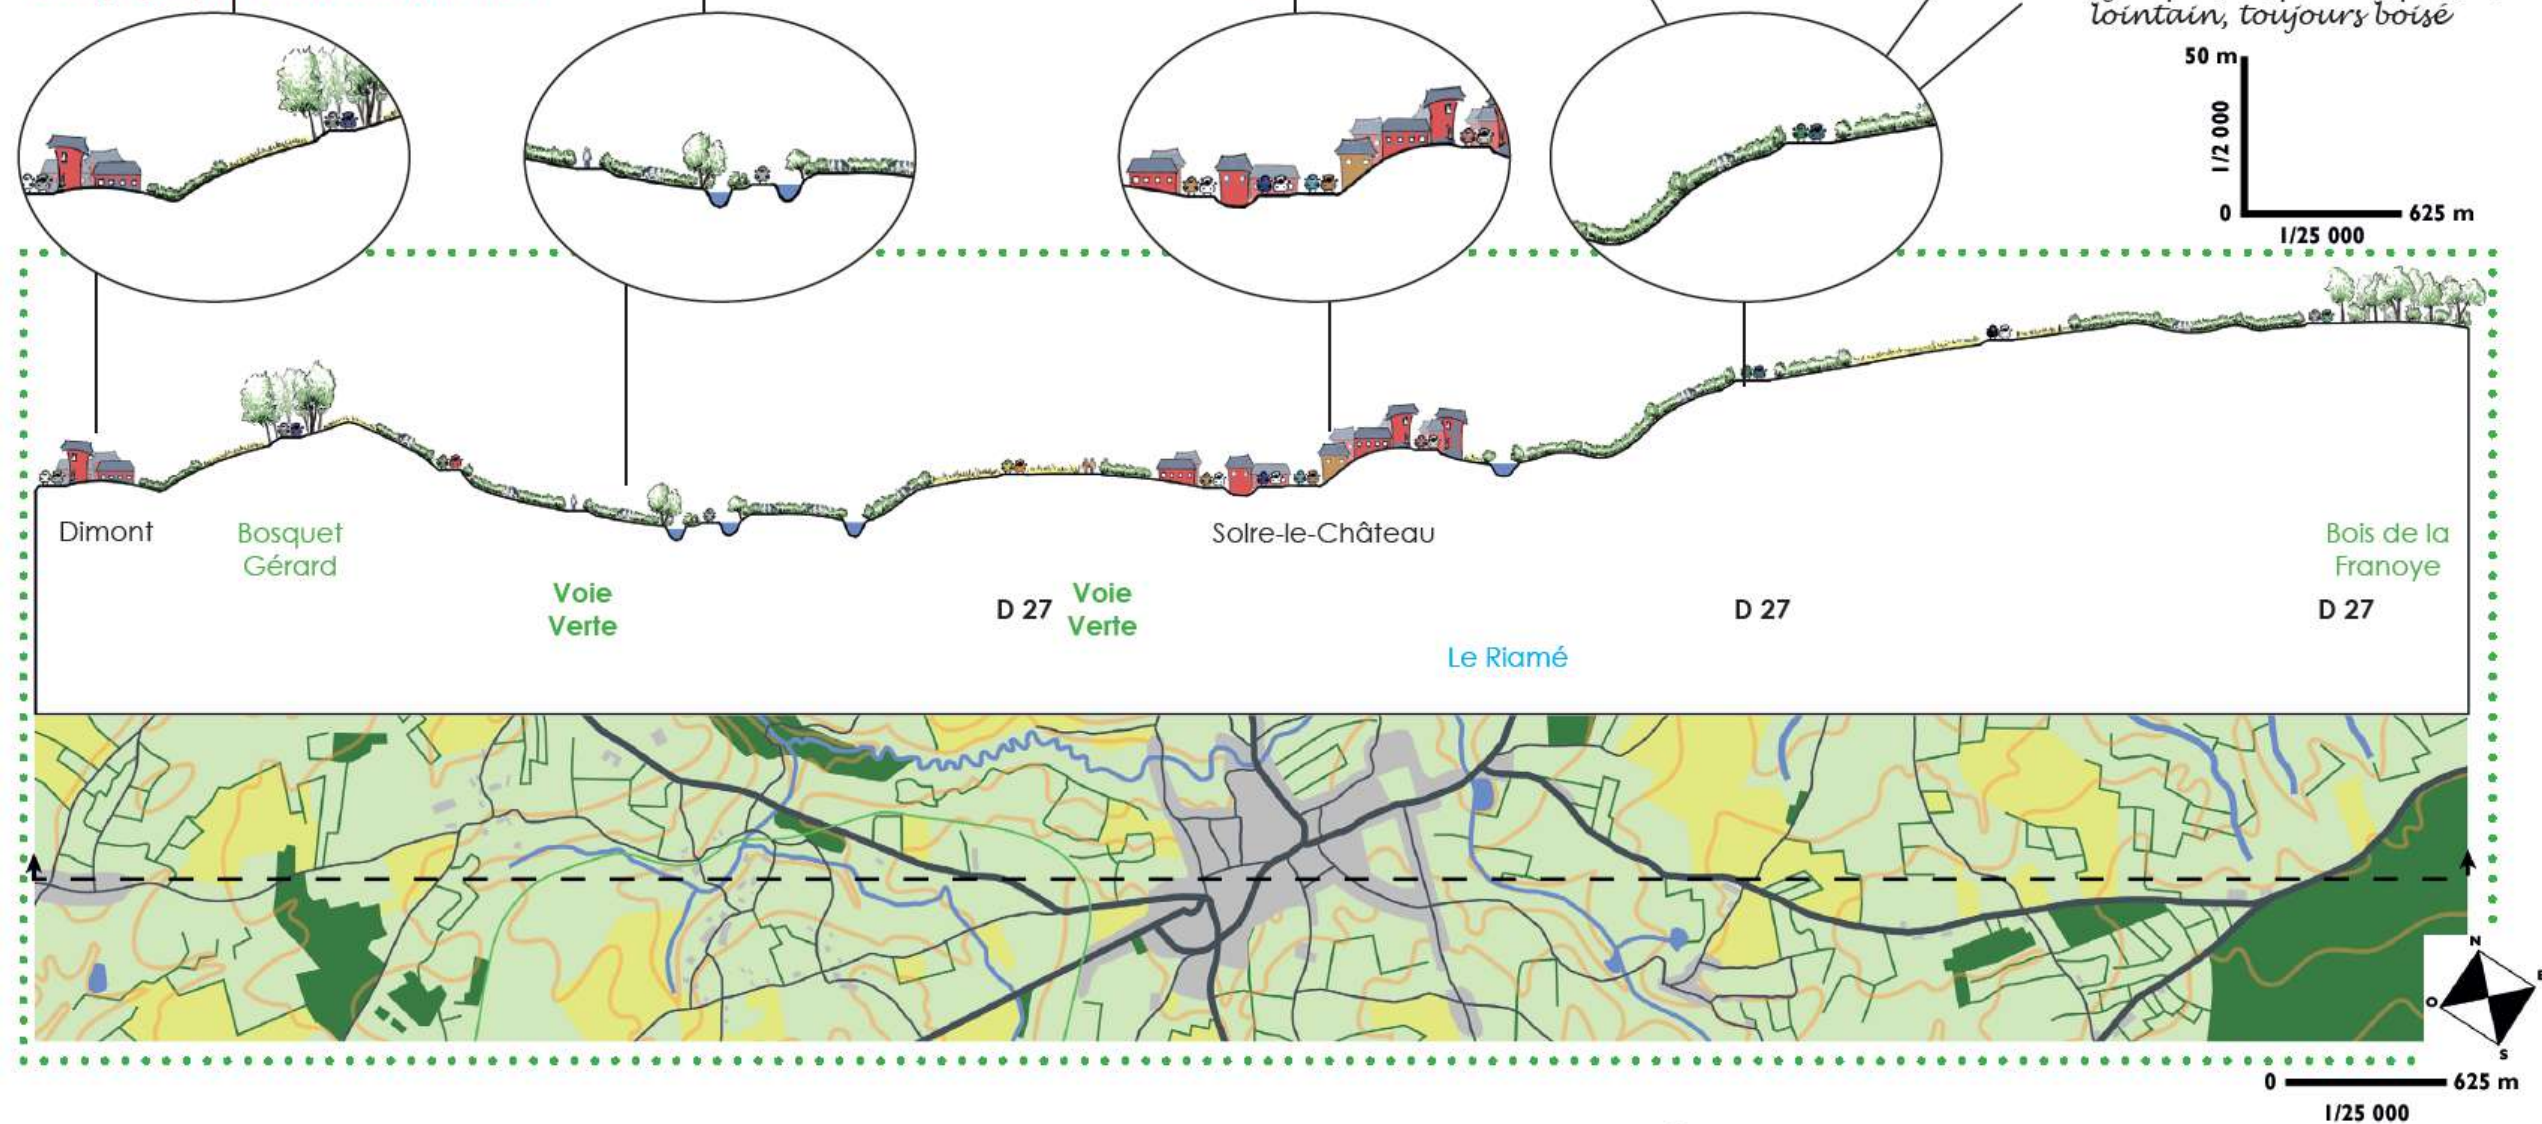 lointain, toujours boisé
50 m
1/2 000
0
625 m
1/25 000
Dimont
Bosquet
Gérard
Voie
Verte
D 27
Voie
Verte
Solre-le-Château
Le Riamé
D 27
Bois de la
Franoye
D 27
N
E
O
S
0
625 m
1/25 000